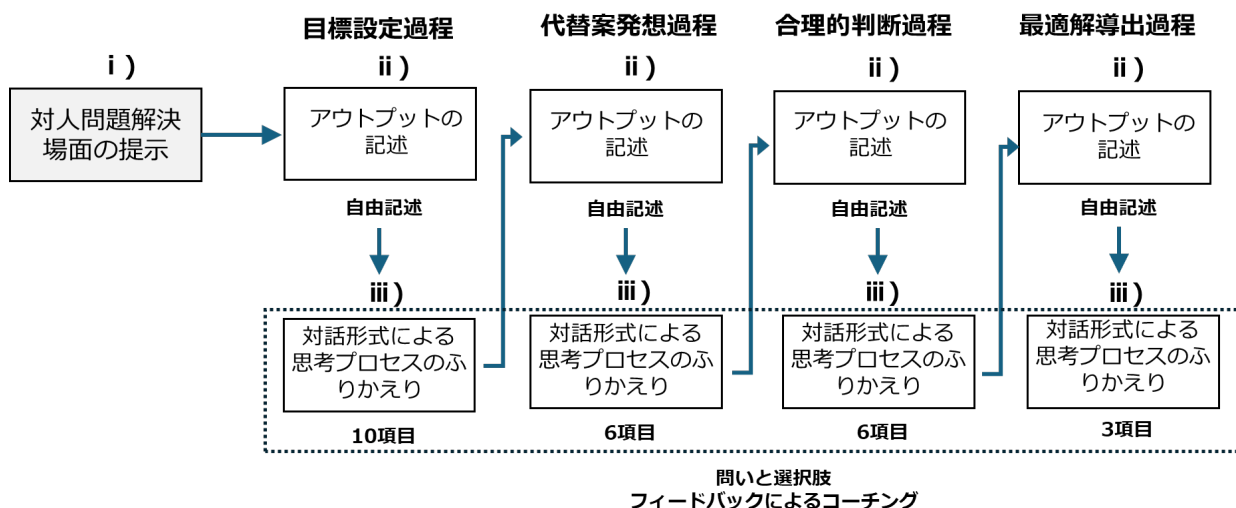 目標設定過程
代替案発想過程
合理的判断過程
最適解導出過程
ⅰ)
ⅱ)
ⅱ)
ⅱ)
ⅱ)
対人問題解決
場面の提示
アウトプットの
記述
アウトプットの
記述
アウトプットの
記述
アウトプットの
記述
自由記述
自由記述
自由記述
自由記述
ⅲ)
ⅲ)
ⅲ)
ⅲ)
対話形式による
思考プロセスのふ
りかえり
対話形式による
思考プロセスのふ
りかえり
対話形式による
思考プロセスのふ
りかえり
対話形式による
思考プロセスのふ
りかえり
10項目
6項目
6項目
3項目
問いと選択肢
フィードバックによるコーチング